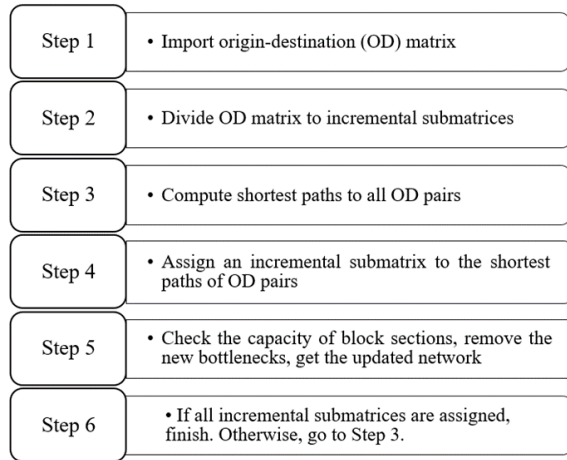 Step 1
• Import origin-destination (OD) matrix
Step 2
• Divide OD matrix to incremental submatrices
Step 3
• Compute shortest paths to all OD pairs
Step 4
• Assign an incremental submatrix to the shortest
paths of OD pairs
Step 5
• Check the capacity of block sections, remove the
new bottlenecks, get the updated network
Step 6
• If all incremental submatrices are assigned,
finish. Otherwise, go to Step 3.